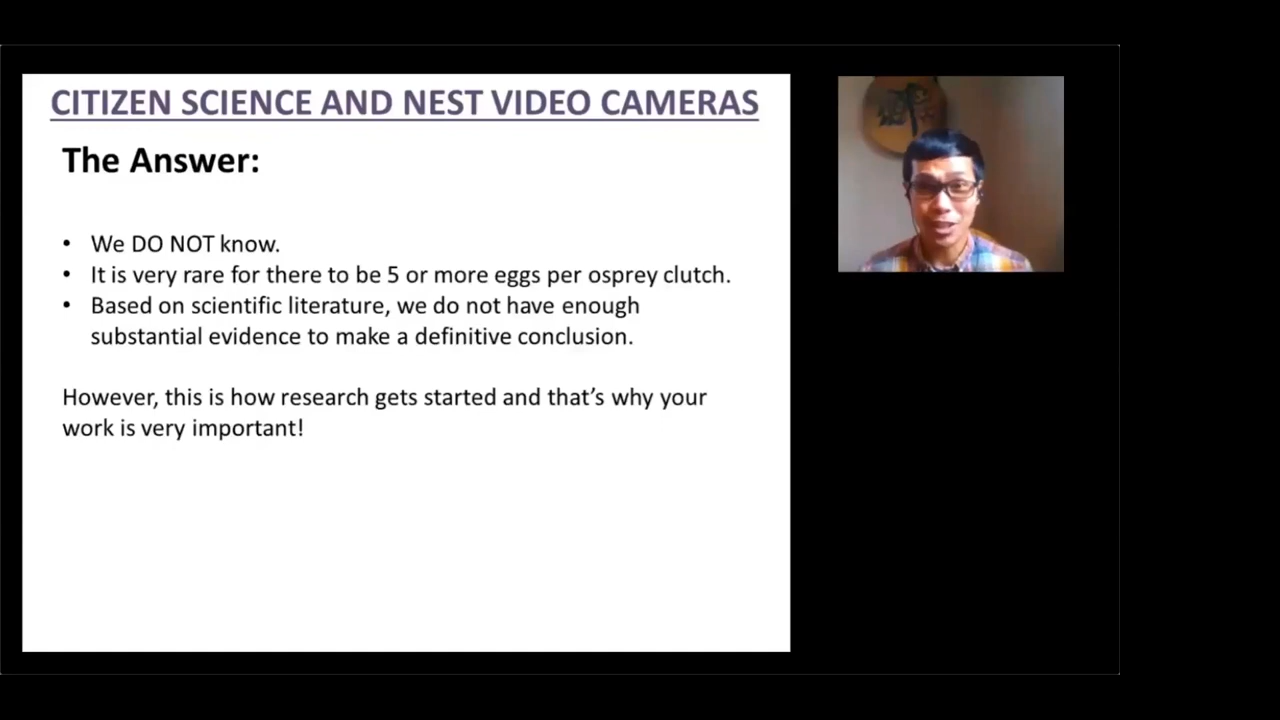 CITIZEN SCIENCE AND NEST VIDEO CAMERAS
The Answer:
• We DO NOT know.
• It is very rare for there to be 5 or more eggs per osprey clutch.
• Based on scientific literature, we do not have enough
substantial evidence to make a definitive conclusion.
However, this is how research gets started and that’s why your
work is very important!